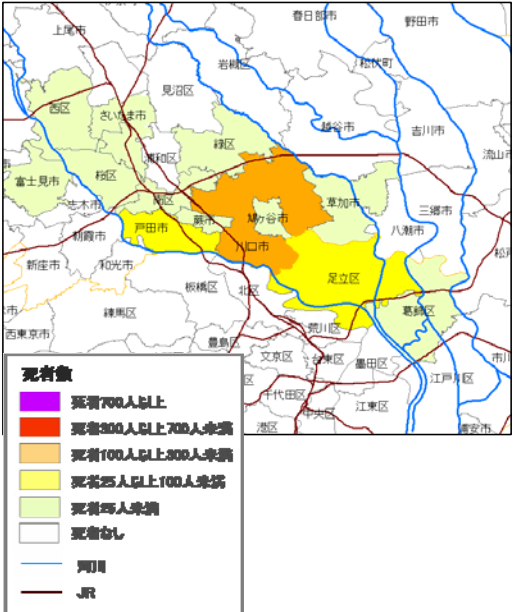 春日部市
野田市
上尾市
岩槻区
松伏町
見沼区
西区
さいたま市
越谷市
吉川市
緑区
浦和区
流山市
富士見市
桜区
南区
志木市
蕨市
鳩ヶ谷市
草加市
三郷市
戸田市
八潮市
朝霞市
川口市
新座市
和光市
足立区
板橋区
北区
葛飾区
練馬区
荒川区
豊島区
西東京市
文京区
台東区
墨田区
千代田区
江戸川区
市川
中央区
江東区
港区
浦安市
死者数
死者700人以上
死者300人以上700人未満
死者100人以上300人未満
死者25人以上100人未満
死者25人未満
死者なし
河川
JR